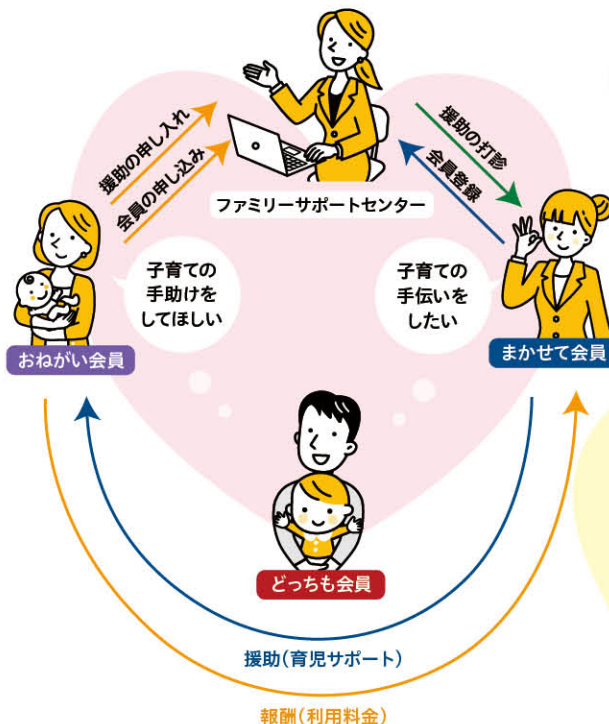 援助の申し入れ
会員の申し込み
援助の打診
会員登録
ファミリーサポートセンター
子育ての
手助けを
してほしい
子育ての
手伝いを
したい
おねがい会員
まかせて会員
どっちも会員
援助(育児サポート)
報酬(利用料金)